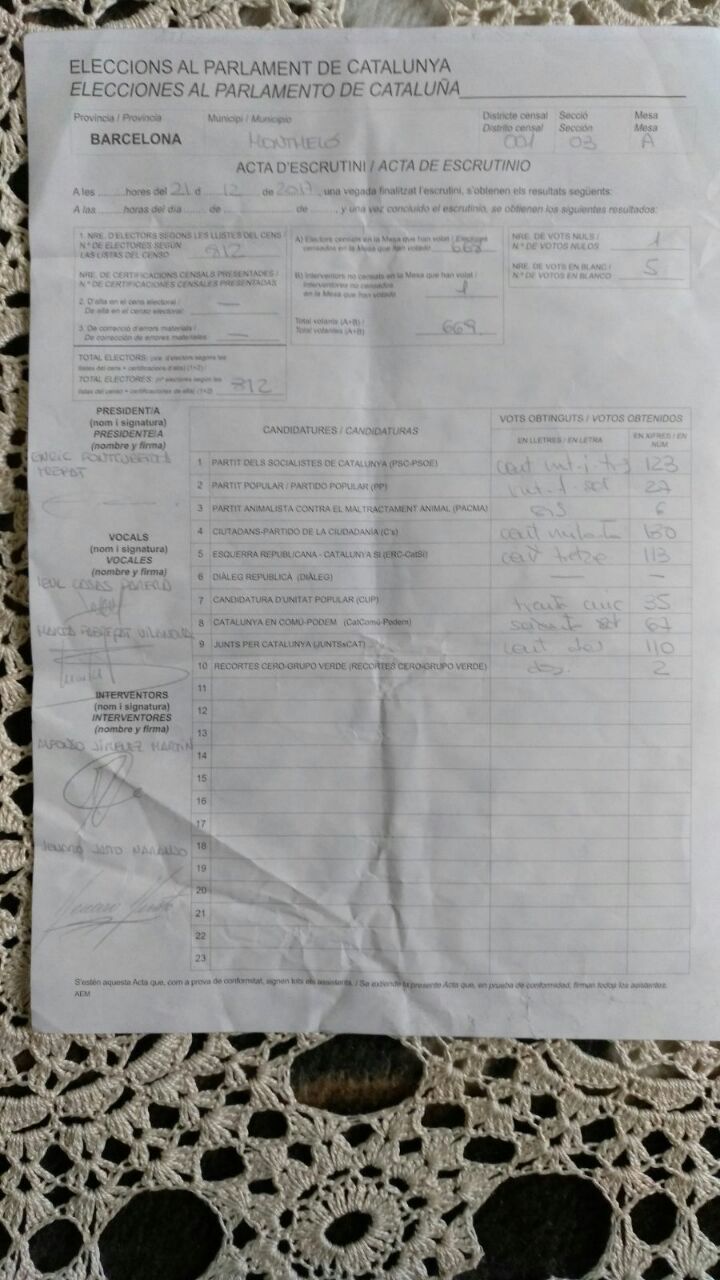 ELECCIONS AL PARLAMENT DE CATALUNYA
ELECCIONES AL PARLAMENTO DE CATALUÑA
Província / Provincia Municipi / Municipio Districte censal Secció Mesa
Distrito censal Sección Mesa
BARCELONA MONTMELÓ 001 03 A
ACTA D'ESCRUTINI / ACTA DE ESCRUTINIO
A les ........ hores del 21 d ... 12 ... de 2017, una vegada finalitzat l'escrutini, s'obtenen els resultats següents:
A las ........ horas del día ........ de ........ de ........, y una vez concluido el escrutinio, se obtienen los siguientes resultados:
1. NRE. D'ELECTORS SEGONS LES LLISTES DEL CENS /
N.º DE ELECTORES SEGÚN
LAS LISTAS DEL CENSO 812
NRE. DE CERTIFICACIONS CENSALS PRESENTADES /
N.º DE CERTIFICACIONES CENSALES PRESENTADAS
2. D'alta en el cens electoral / —
De alta en el censo electoral
3. De correcció d'errors materials / —
De corrección de errores materiales
TOTAL ELECTORS: (nre. d'electors segons les
llistes del cens + certificacions d'alta) (1+2) /
TOTAL ELECTORES: (nº electores según las
listas del censo + certificaciones de alta) (1+2) 812
A) Electors censats en la Mesa que han votat / Electores
censados en la Mesa que han votado 668
B) Interventors no censats en la Mesa que han votat /
Interventores no censados
en la Mesa que han votado 1
Total votants (A+B) /
Total votantes (A+B) 669
NRE. DE VOTS NULS /
N.º DE VOTOS NULOS 1
NRE. DE VOTS EN BLANC /
N.º DE VOTOS EN BLANCO 5
PRESIDENT/A
(nom i signatura)
PRESIDENTE/A
(nombre y firma)
ENRIC
VOCALS
(nom i signatura)
VOCALES
(nombre y firma)
INTERVENTORS
(nom i signatura)
INTERVENTORES
(nombre y firma)
ALFONSO JIMENEZ MARTIN
NARANJO
CANDIDATURES / CANDIDATURAS VOTS OBTINGUTS / VOTOS OBTENIDOS
EN LLETRES / EN LETRA EN XIFRES / EN NÚM
1 PARTIT DELS SOCIALISTES DE CATALUNYA (PSC-PSOE) cent vint-i-tres 123
2 PARTIT POPULAR / PARTIDO POPULAR (PP) vint-i-set 27
3 PARTIT ANIMALISTA CONTRA EL MALTRACTAMENT ANIMAL (PACMA) sis 6
4 CIUTADANS-PARTIDO DE LA CIUDADANÍA (C's) cent vuitanta 180
5 ESQUERRA REPUBLICANA - CATALUNYA SÍ (ERC-CatSí) cent tretze 113
6 DIÀLEG REPUBLICÀ (DIÀLEG) — —
7 CANDIDATURA D'UNITAT POPULAR (CUP) trenta cinc 35
8 CATALUNYA EN COMÚ-PODEM (CatComú-Podem) seixanta set 67
9 JUNTS PER CATALUNYA (JUNTSxCAT) cent deu 110
10 RECORTES CERO-GRUPO VERDE (RECORTES CERO-GRUPO VERDE) dos. 2
11
12
13
14
15
16
17
18
19
20
21
22
23
S'estén aquesta Acta que, com a prova de conformitat, signen tots els assistents. / Se extiende la presente Acta que, en prueba de conformidad, firman todos los asistentes.
AEM